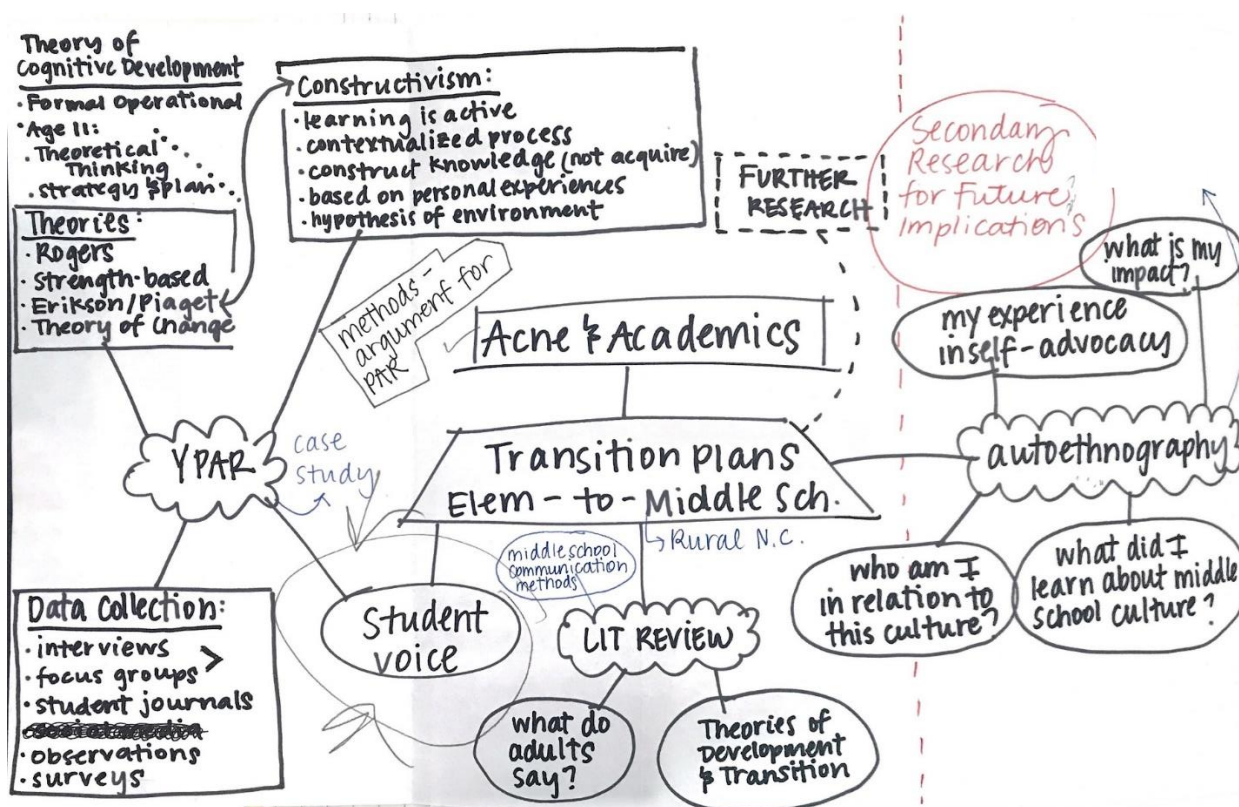 Theory of
Cognitive Development
· Formal Operational
· Age 11:
· Theoretical
Thinking
· strategy & plan
Theories:
· Rogers
· Strength-based
· Erikson/Piaget
· Theory of Change
Constructivism:
· learning is active
· contextualized process
· construct knowledge (not acquire)
· based on personal experiences
· hypothesis of environment
methods -
argument for
PAR
FURTHER
RESEARCH
Secondary
Research
for Future
Implications
what is my
impact?
my experience
in self-advocacy
Acne & Academics
YPAR
case
study
Transition plans
Elem-to-Middle Sch.
Rural N.C.
autoethnography
middle school
communication
methods
who am I
in relation to
this culture?
what did I
learn about middle
school culture?
Data Collection:
· interviews
· focus groups
· student journals
· observations
· surveys
Student
voice
LIT REVIEW
what do
adults
say?
Theories of
Development
& Transition